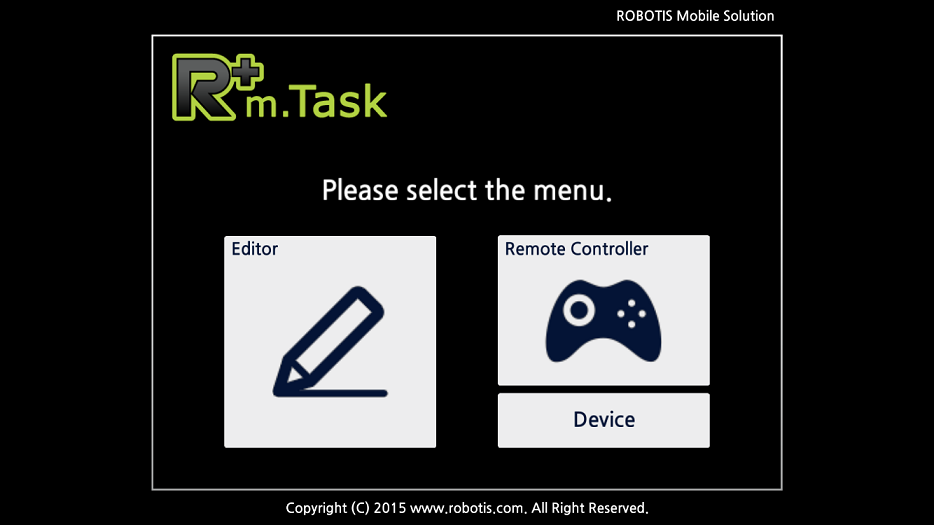 ROBOTIS Mobile Solution
R+ m.Task
Please select the menu.
Editor
Remote Controller
Device
Copyright (C) 2015 www.robotis.com. All Right Reserved.